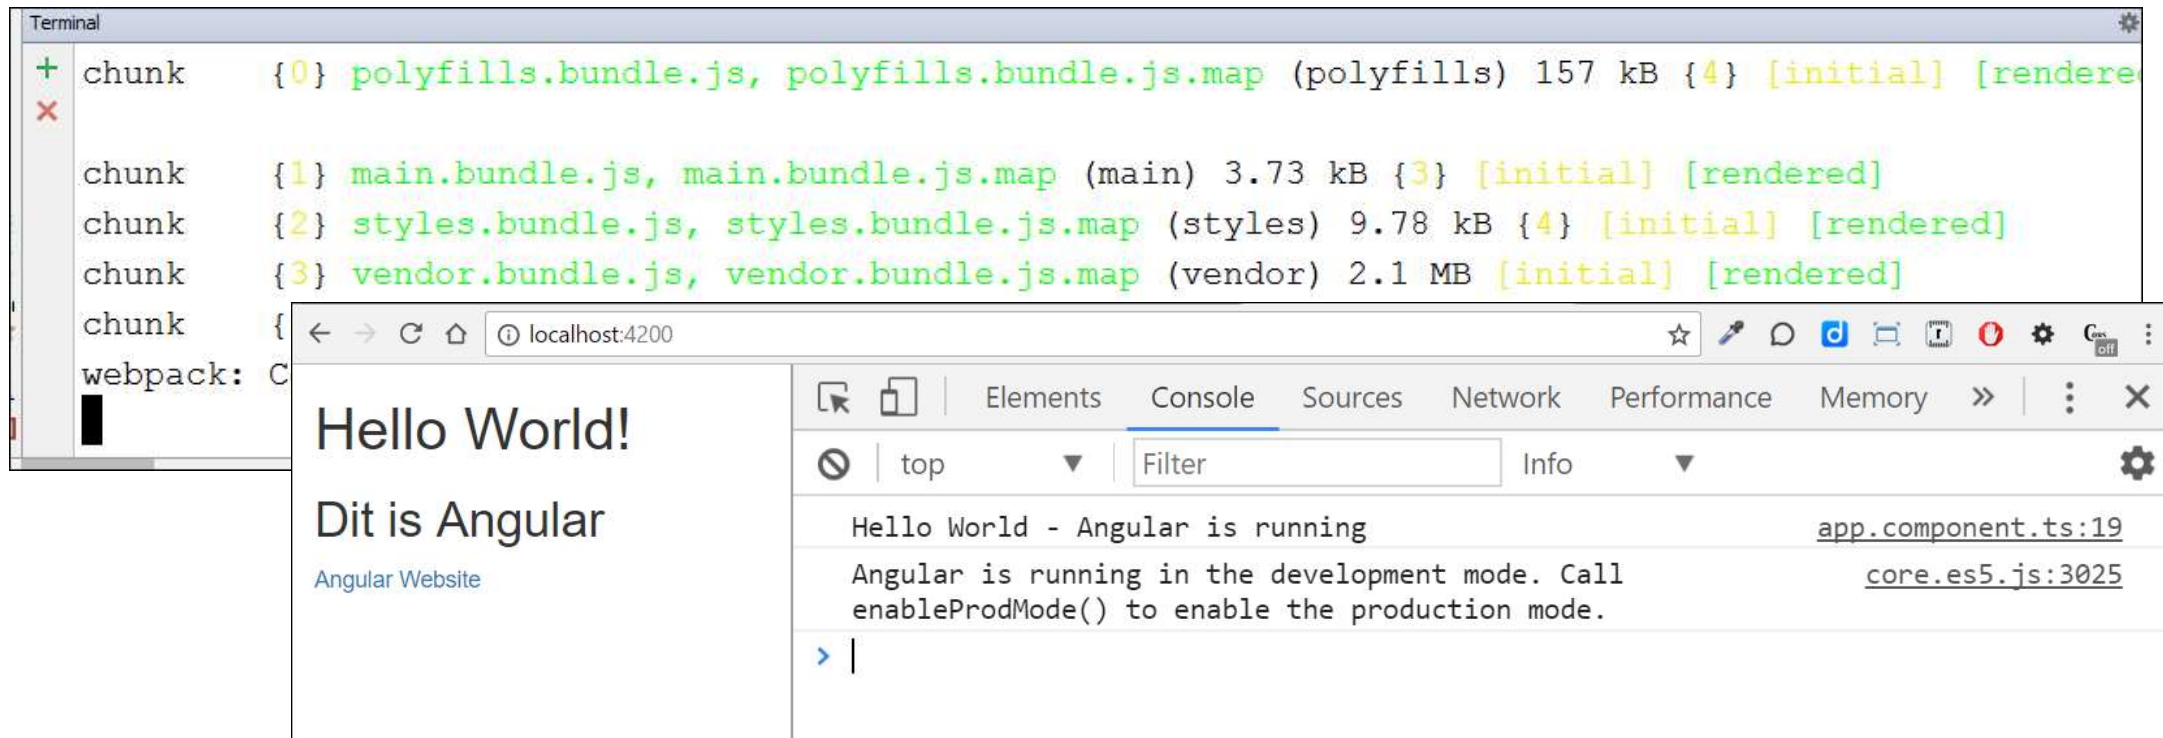 Terminal
chunk {0} polyfills.bundle.js, polyfills.bundle.js.map (polyfills) 157 kB {4} [initial] [rendere
chunk {1} main.bundle.js, main.bundle.js.map (main) 3.73 kB {3} [initial] [rendered]
chunk {2} styles.bundle.js, styles.bundle.js.map (styles) 9.78 kB {4} [initial] [rendered]
chunk {3} vendor.bundle.js, vendor.bundle.js.map (vendor) 2.1 MB [initial] [rendered]
chunk {
webpack: C
localhost:4200
off
Hello World!
Dit is Angular
Angular Website
Elements Console Sources Network Performance Memory »
top Filter Info
Hello World - Angular is running app.component.ts:19
Angular is running in the development mode. Call core.es5.js:3025
enableProdMode() to enable the production mode.